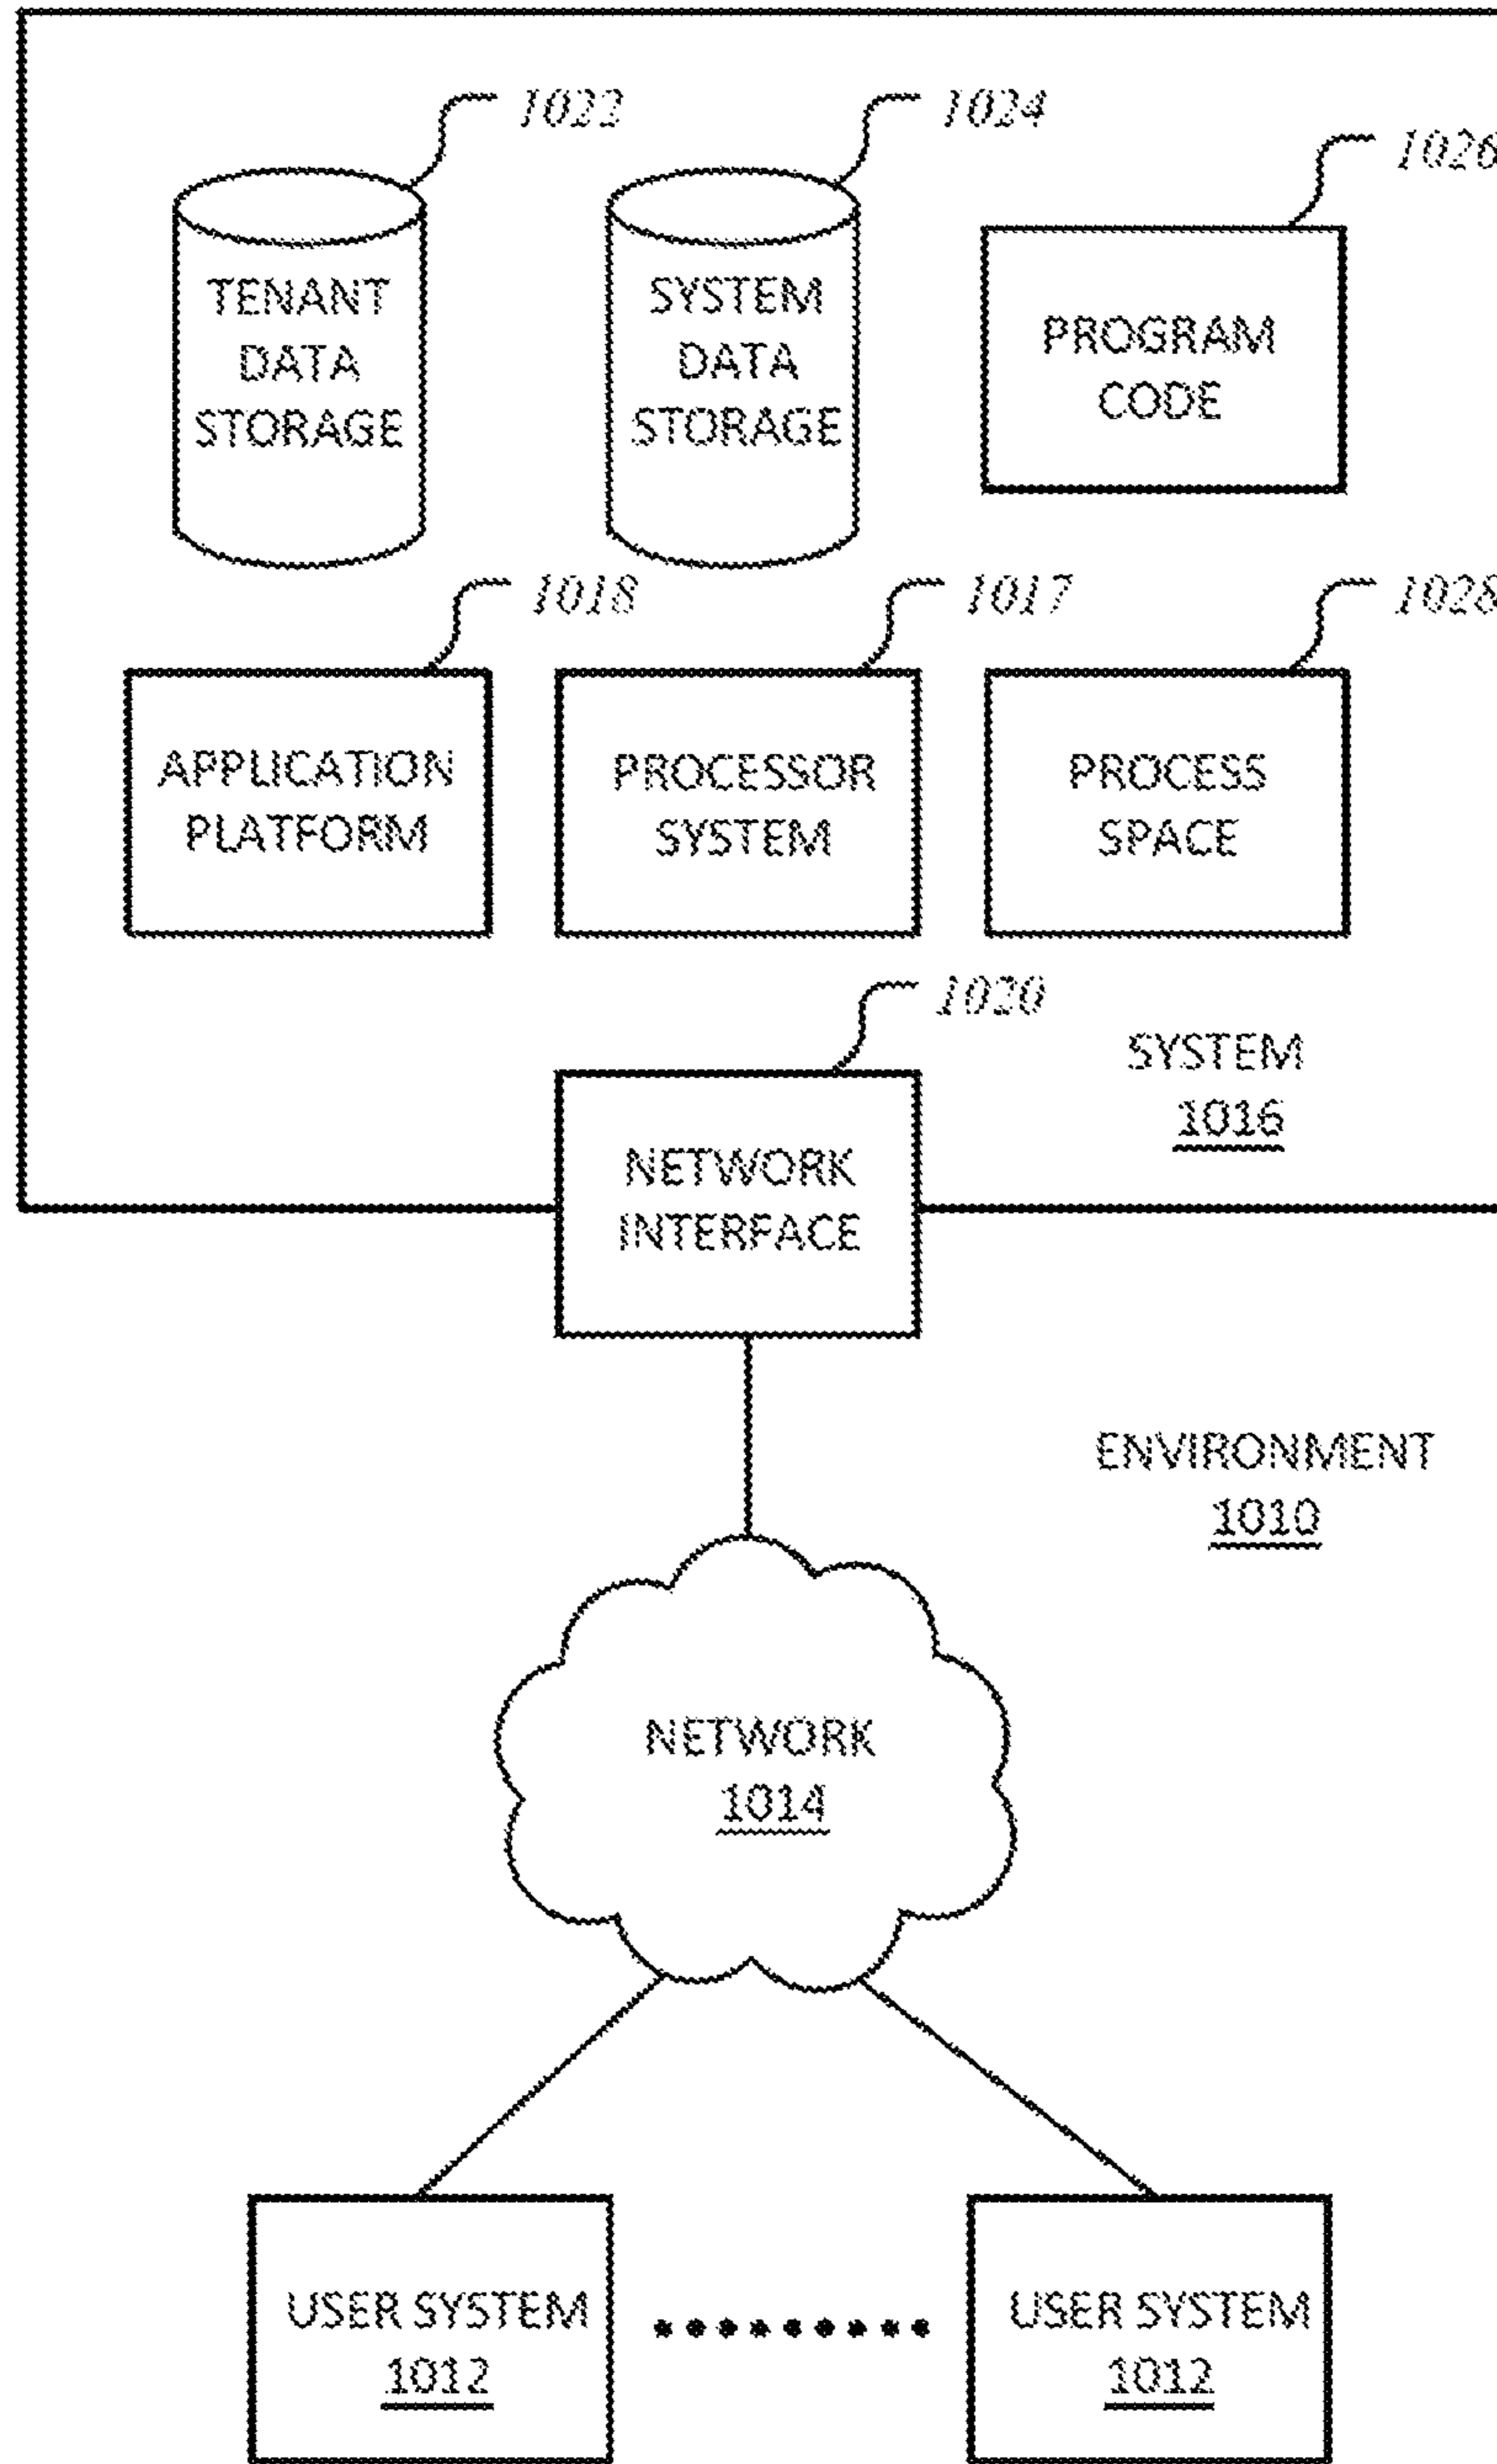 1022
1024
1026
TENANT
DATA
STORAGE
SYSTEM
DATA
STORAGE
PROGRAM
CODE
1018
1017
1028
APPLICATION
PLATFORM
PROCESSOR
SYSTEM
PROCESS
SPACE
1020
SYSTEM
1016
NETWORK
INTERFACE
ENVIRONMENT
1010
NETWORK
1014
USER SYSTEM
1012
USER SYSTEM
1012